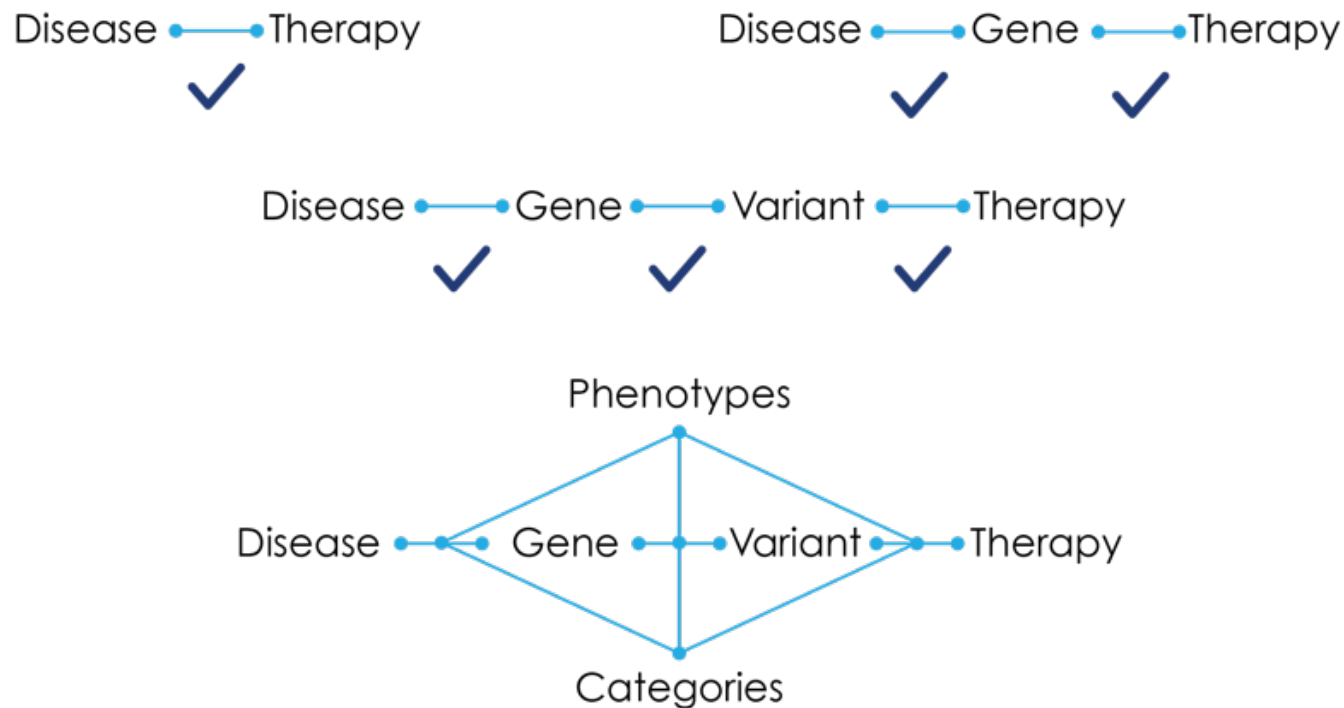 Disease Therapy
Disease Gene Therapy
Disease Gene Variant Therapy
Phenotypes
Disease Gene Variant Therapy
Categories